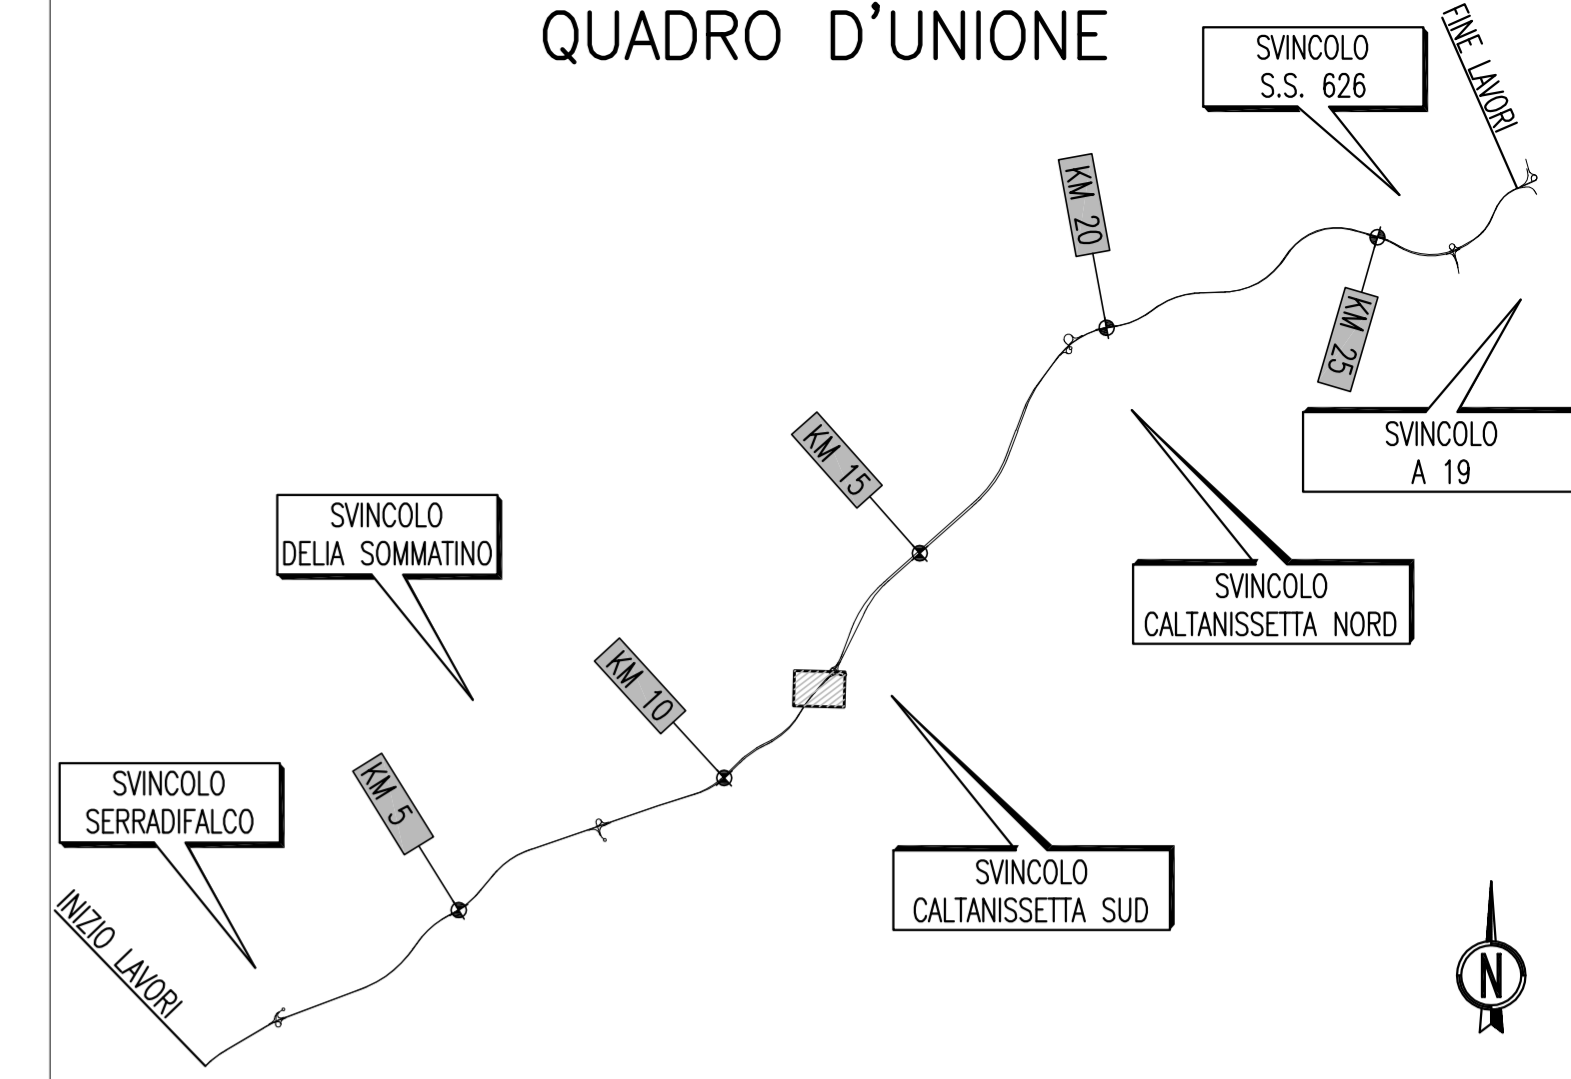 QUADRO D'UNIONE
SVINCOLO
S.S. 626
FINE LAVORI
KM 20
KM 25
SVINCOLO
A 19
KM 15
SVINCOLO
DELIA SOMMATINO
SVINCOLO
CALTANISSETTA NORD
KM 10
SVINCOLO
SERRADIFALCO
KM 5
SVINCOLO
CALTANISSETTA SUD
INIZIO LAVORI
N